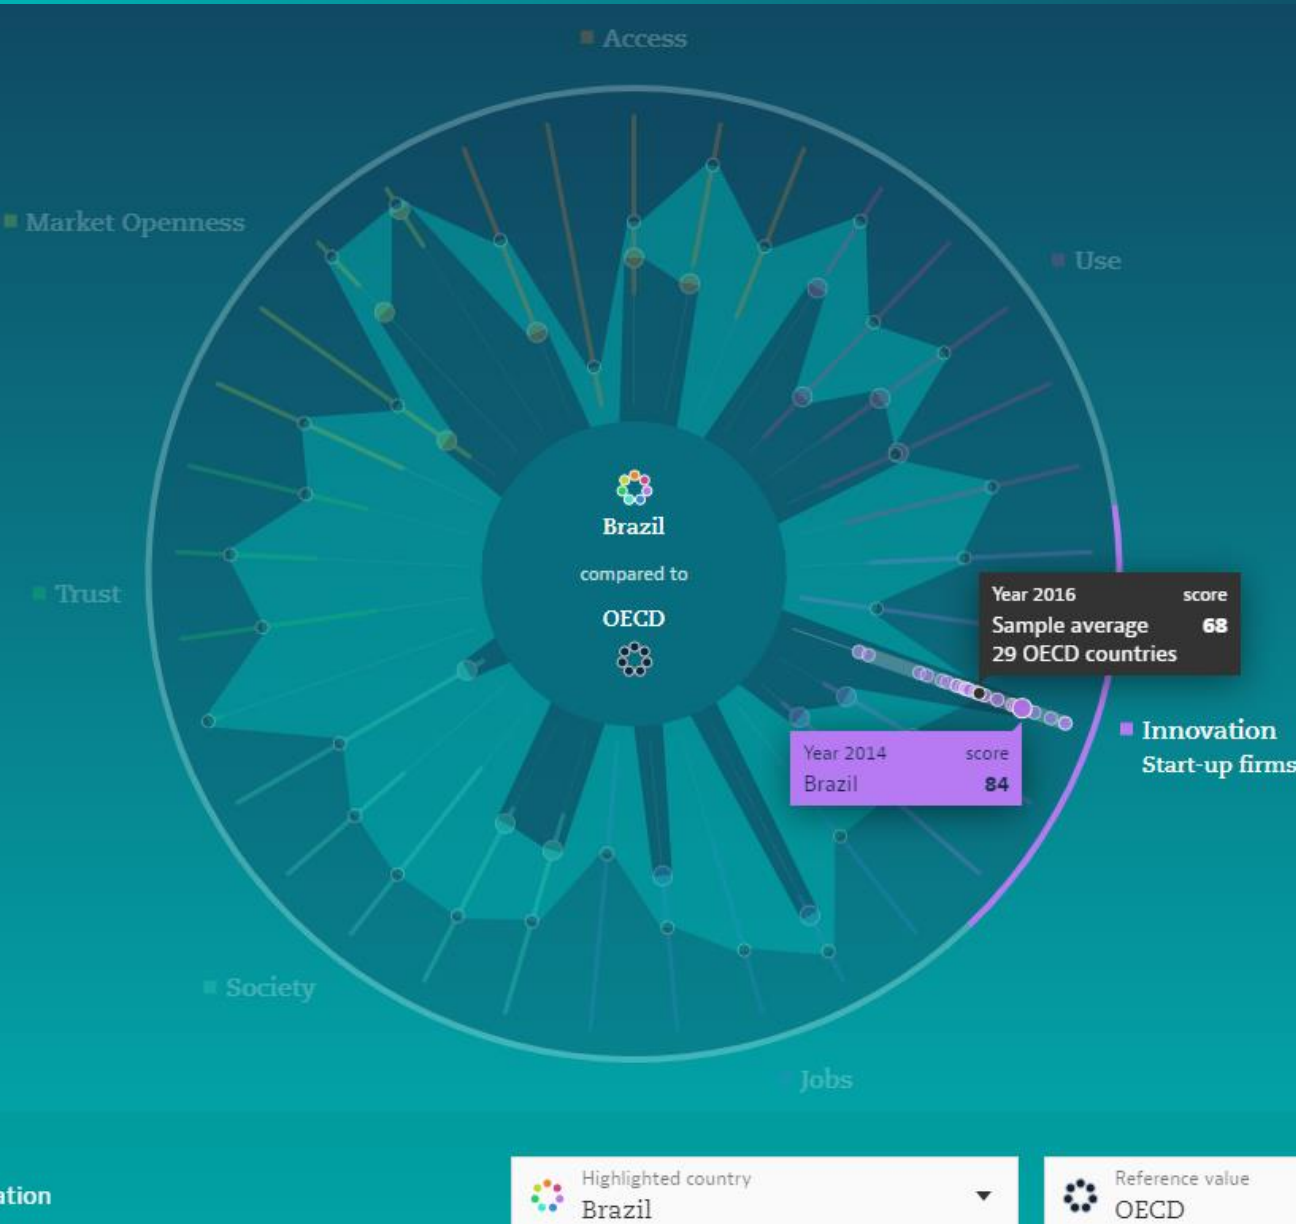 Access
Market Openness
Use
Brazil
compared to
OECD
Year 2016 score
Sample average 68
29 OECD countries
Trust
Innovation
Start-up firms
Year 2014 score
Brazil 84
Society
Jobs
ation
Highlighted country
Brazil
Reference value
OECD